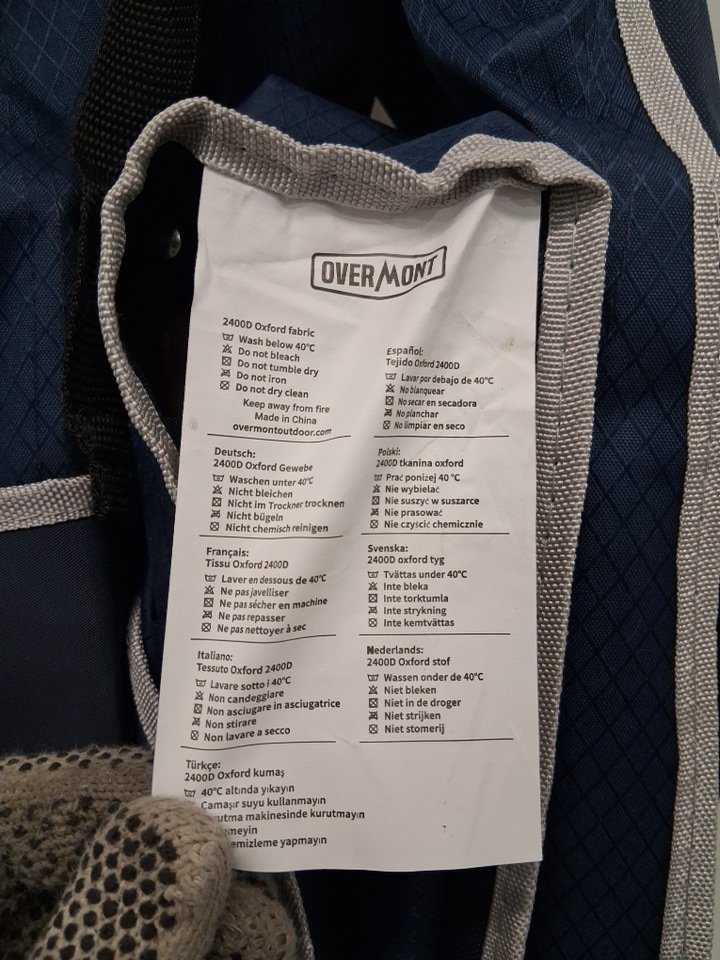 OVERMONT
2400D Oxford fabric
Wash below 40°C
Do not bleach
Do not tumble dry
Do not iron
Do not dry clean
Keep away from fire
Made in China
overmontoutdoor.com
Deutsch:
2400D Oxford Gewebe
Waschen unter 40°C
Nicht bleichen
Nicht im Trockner trocknen
Nicht bügeln
Nicht chemisch reinigen
Français:
Tissu Oxford 2400D
Laver en dessous de 40°C
Ne pas javelliser
Ne pas sécher en machine
Ne pas repasser
Ne pas nettoyer à sec
Italiano:
Tessuto Oxford 2400D
Lavare sotto i 40°C
Non candeggiare
Non asciugare in asciugatrice
Non stirare
Non lavare a secco
Türkçe:
2400D Oxford kumaş
40°C altında yıkayın
Camaşır suyu kullanmayın
makinesinde kurutmayın
yapmayın
Español:
Tejido Oxford 2400D
Lavar por debajo de 40°C
No blanquear
No secar en secadora
No planchar
No limpiar en seco
Polski:
2400D tkanina oxford
Prać poniżej 40 °C
Nie wybielać
Nie suszyć w suszarce
Nie prasować
Nie czyścić chemicznie
Svenska:
2400D oxford tyg
Tvättas under 40°C
Inte bleka
Inte torktumla
Inte strykning
Inte kemtvättas
Nederlands:
2400D Oxford stof
Wassen onder de 40°C
Niet bleken
Niet in de droger
Niet strijken
Niet stomerij